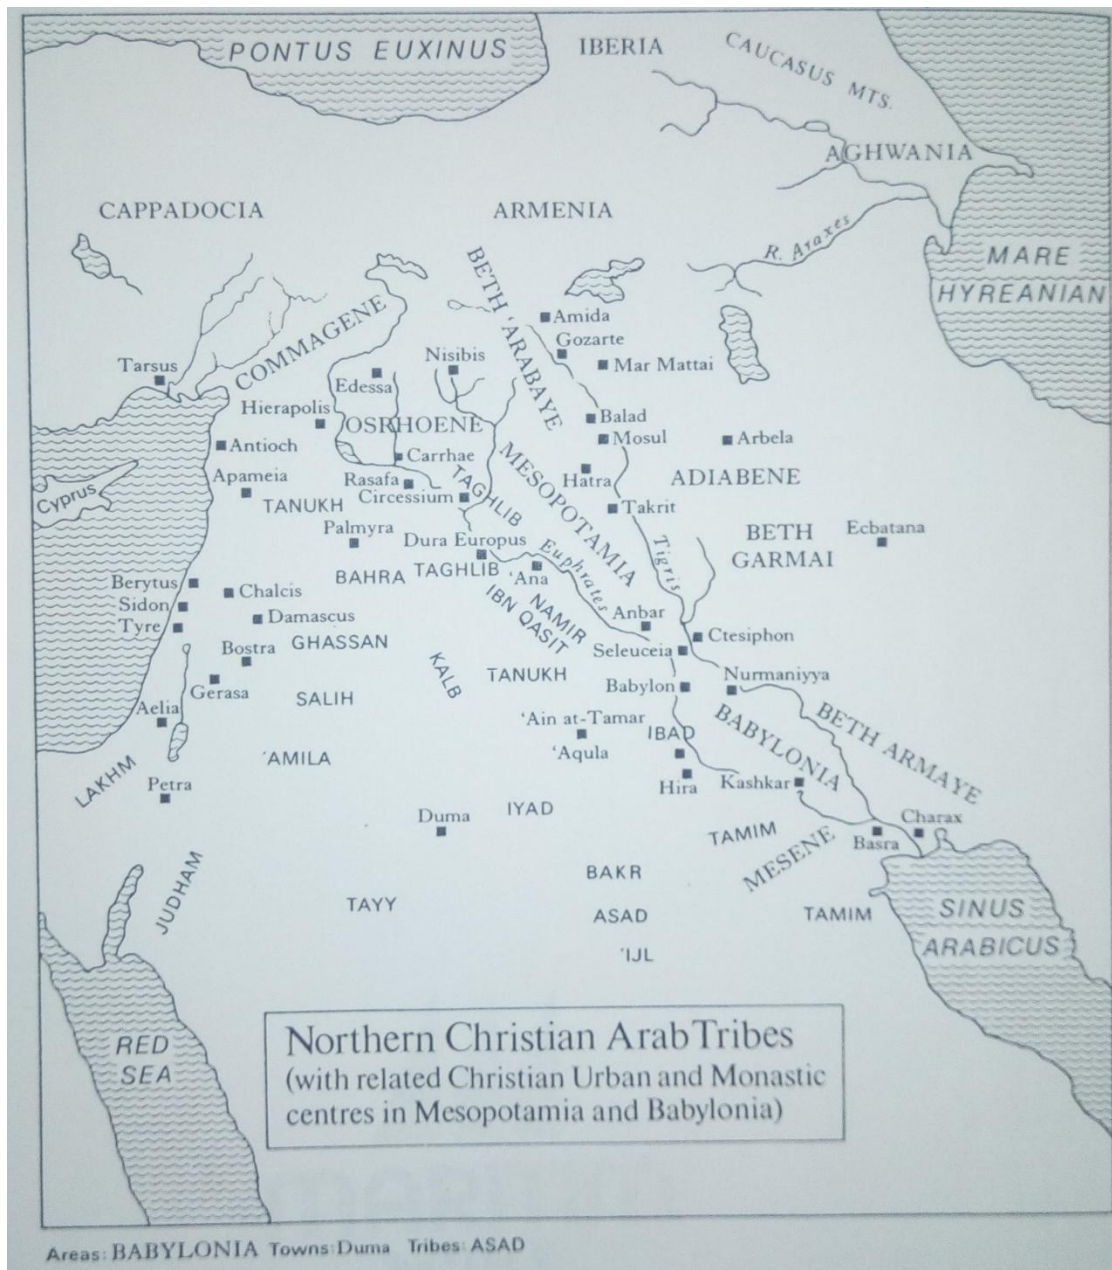 PONTUS EUXINUS
IBERIA
CAUCASUS MTS.
AGHWANIA
CAPPADOCIA
ARMENIA
R. Araxes
MARE
HYREANIAN
BETH 'ARABAYE
COMMAGENE
Amida
Gozarte
Mar Mattai
Tarsus
Nisibis
Edessa
Hierapolis
OSRHOENE
Balad
Mosul
Arbela
Antioch
Carrhae
MESOPOTAMIA
Hatra
ADIABENE
Apameia
Rasafa
TAGHLIB
Cyprus
TANUKH
Circessium
Takrit
Palmyra
Dura Europus
Euphrates
Tigris
BETH
GARMAI
Ecbatana
BAHRA
TAGHLIB
'Ana
Berytus
Chalcis
IBN QASIT
NAMIR
Anbar
Sidon
Damascus
Tyre
GHASSAN
Ctesiphon
Bostra
Seleuceia
KALB
TANUKH
Nurmaniyya
Gerasa
SALIH
Babylon
Aelia
'Ain at-Tamar
IBAD
BABYLONIA
BETH ARMAYE
'Aqula
LAKHM
'AMILA
Petra
Hira
Kashkar
Duma
IYAD
TAMIM
Charax
Basra
MESENE
JUDHAM
BAKR
TAYY
ASAD
TAMIM
SINUS
ARABICUS
'IJL
RED
SEA
Northern Christian Arab Tribes
(with related Christian Urban and Monastic
centres in Mesopotamia and Babylonia)
Areas: BABYLONIA Towns: Duma Tribes: ASAD